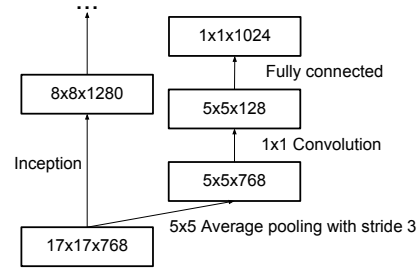 ...
1x1x1024
Fully connected
8x8x1280
5x5x128
1x1 Convolution
Inception
5x5x768
5x5 Average pooling with stride 3
17x17x768